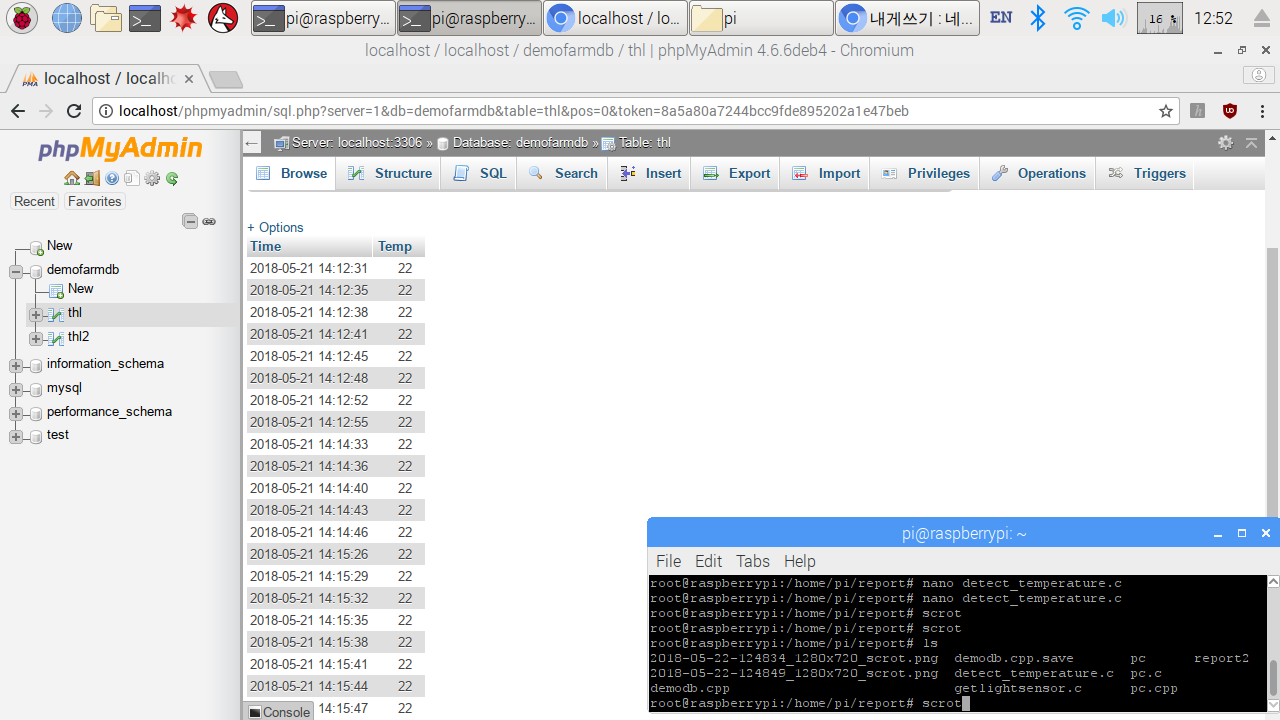 pi@raspberry... pi@raspberry... localhost / lo... pi 내게쓰기 : 네... EN 16 % 12:52
localhost / localhost / demofarmdb / thl | phpMyAdmin 4.6.6deb4 - Chromium
PMA localhost / localho
localhost/phpmyadmin/sql.php?server=1&db=demofarmdb&table=thl&pos=0&token=8a5a80a7244bcc9fde895202a1e47beb
phpMyAdmin
Recent Favorites
New
demofarmdb
New
thl
thl2
information_schema
mysql
performance_schema
test
Server: localhost:3306 » Database: demofarmdb » Table: thl
Browse Structure SQL Search Insert Export Import Privileges Operations Triggers
+ Options
Time Temp
2018-05-21 14:12:31 22
2018-05-21 14:12:35 22
2018-05-21 14:12:38 22
2018-05-21 14:12:41 22
2018-05-21 14:12:45 22
2018-05-21 14:12:48 22
2018-05-21 14:12:52 22
2018-05-21 14:12:55 22
2018-05-21 14:14:33 22
2018-05-21 14:14:36 22
2018-05-21 14:14:40 22
2018-05-21 14:14:43 22
2018-05-21 14:14:46 22
2018-05-21 14:15:26 22
2018-05-21 14:15:29 22
2018-05-21 14:15:32 22
2018-05-21 14:15:35 22
2018-05-21 14:15:38 22
2018-05-21 14:15:41 22
2018-05-21 14:15:44 22
14:15:47 22
Console
pi@raspberrypi: ~
File Edit Tabs Help
root@raspberrypi:/home/pi/report# nano detect_temperature.c
root@raspberrypi:/home/pi/report# nano detect_temperature.c
root@raspberrypi:/home/pi/report# scrot
root@raspberrypi:/home/pi/report# scrot
root@raspberrypi:/home/pi/report# ls
2018-05-22-124834_1280x720_scrot.png demodb.cpp.save pc report2
2018-05-22-124849_1280x720_scrot.png detect_temperature.c pc.c
demodb.cpp getlightsensor.c pc.cpp
root@raspberrypi:/home/pi/report# scrot